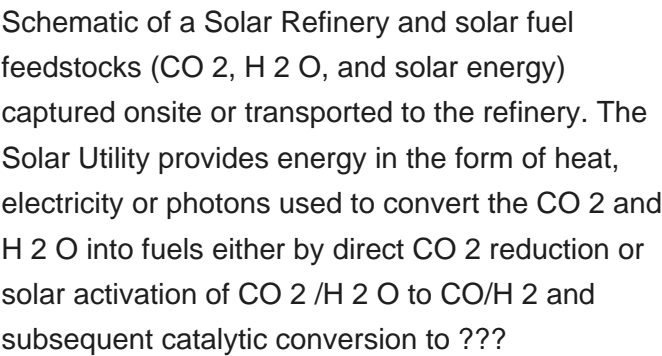 Schematic of a Solar Refinery and solar fuel
feedstocks (CO 2, H 2 O, and solar energy)
captured onsite or transported to the refinery. The
Solar Utility provides energy in the form of heat,
electricity or photons used to convert the CO 2 and
H 2 O into fuels either by direct CO 2 reduction or
solar activation of CO 2 /H 2 O to CO/H 2 and
subsequent catalytic conversion to ???